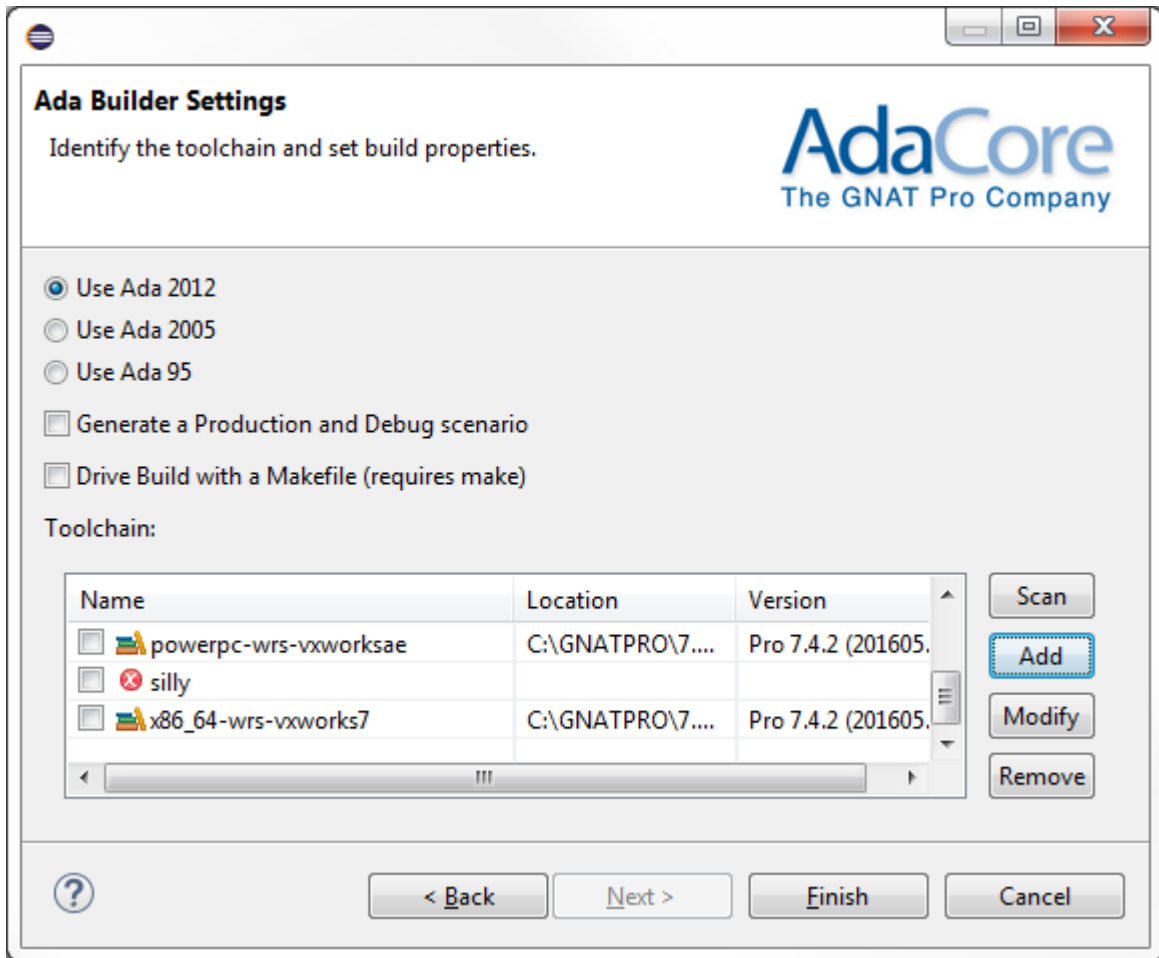 Ada Builder Settings
Identify the toolchain and set build properties.
AdaCore
The GNAT Pro Company
Use Ada 2012
Use Ada 2005
Use Ada 95
Generate a Production and Debug scenario
Drive Build with a Makefile (requires make)
Toolchain:
Name Location Version
powerpc-wrs-vxworksae C:\GNATPRO\7.... Pro 7.4.2 (201605.
silly
x86_64-wrs-vxworks7 C:\GNATPRO\7.... Pro 7.4.2 (201605.
Scan
Add
Modify
Remove
< Back Next > Finish Cancel